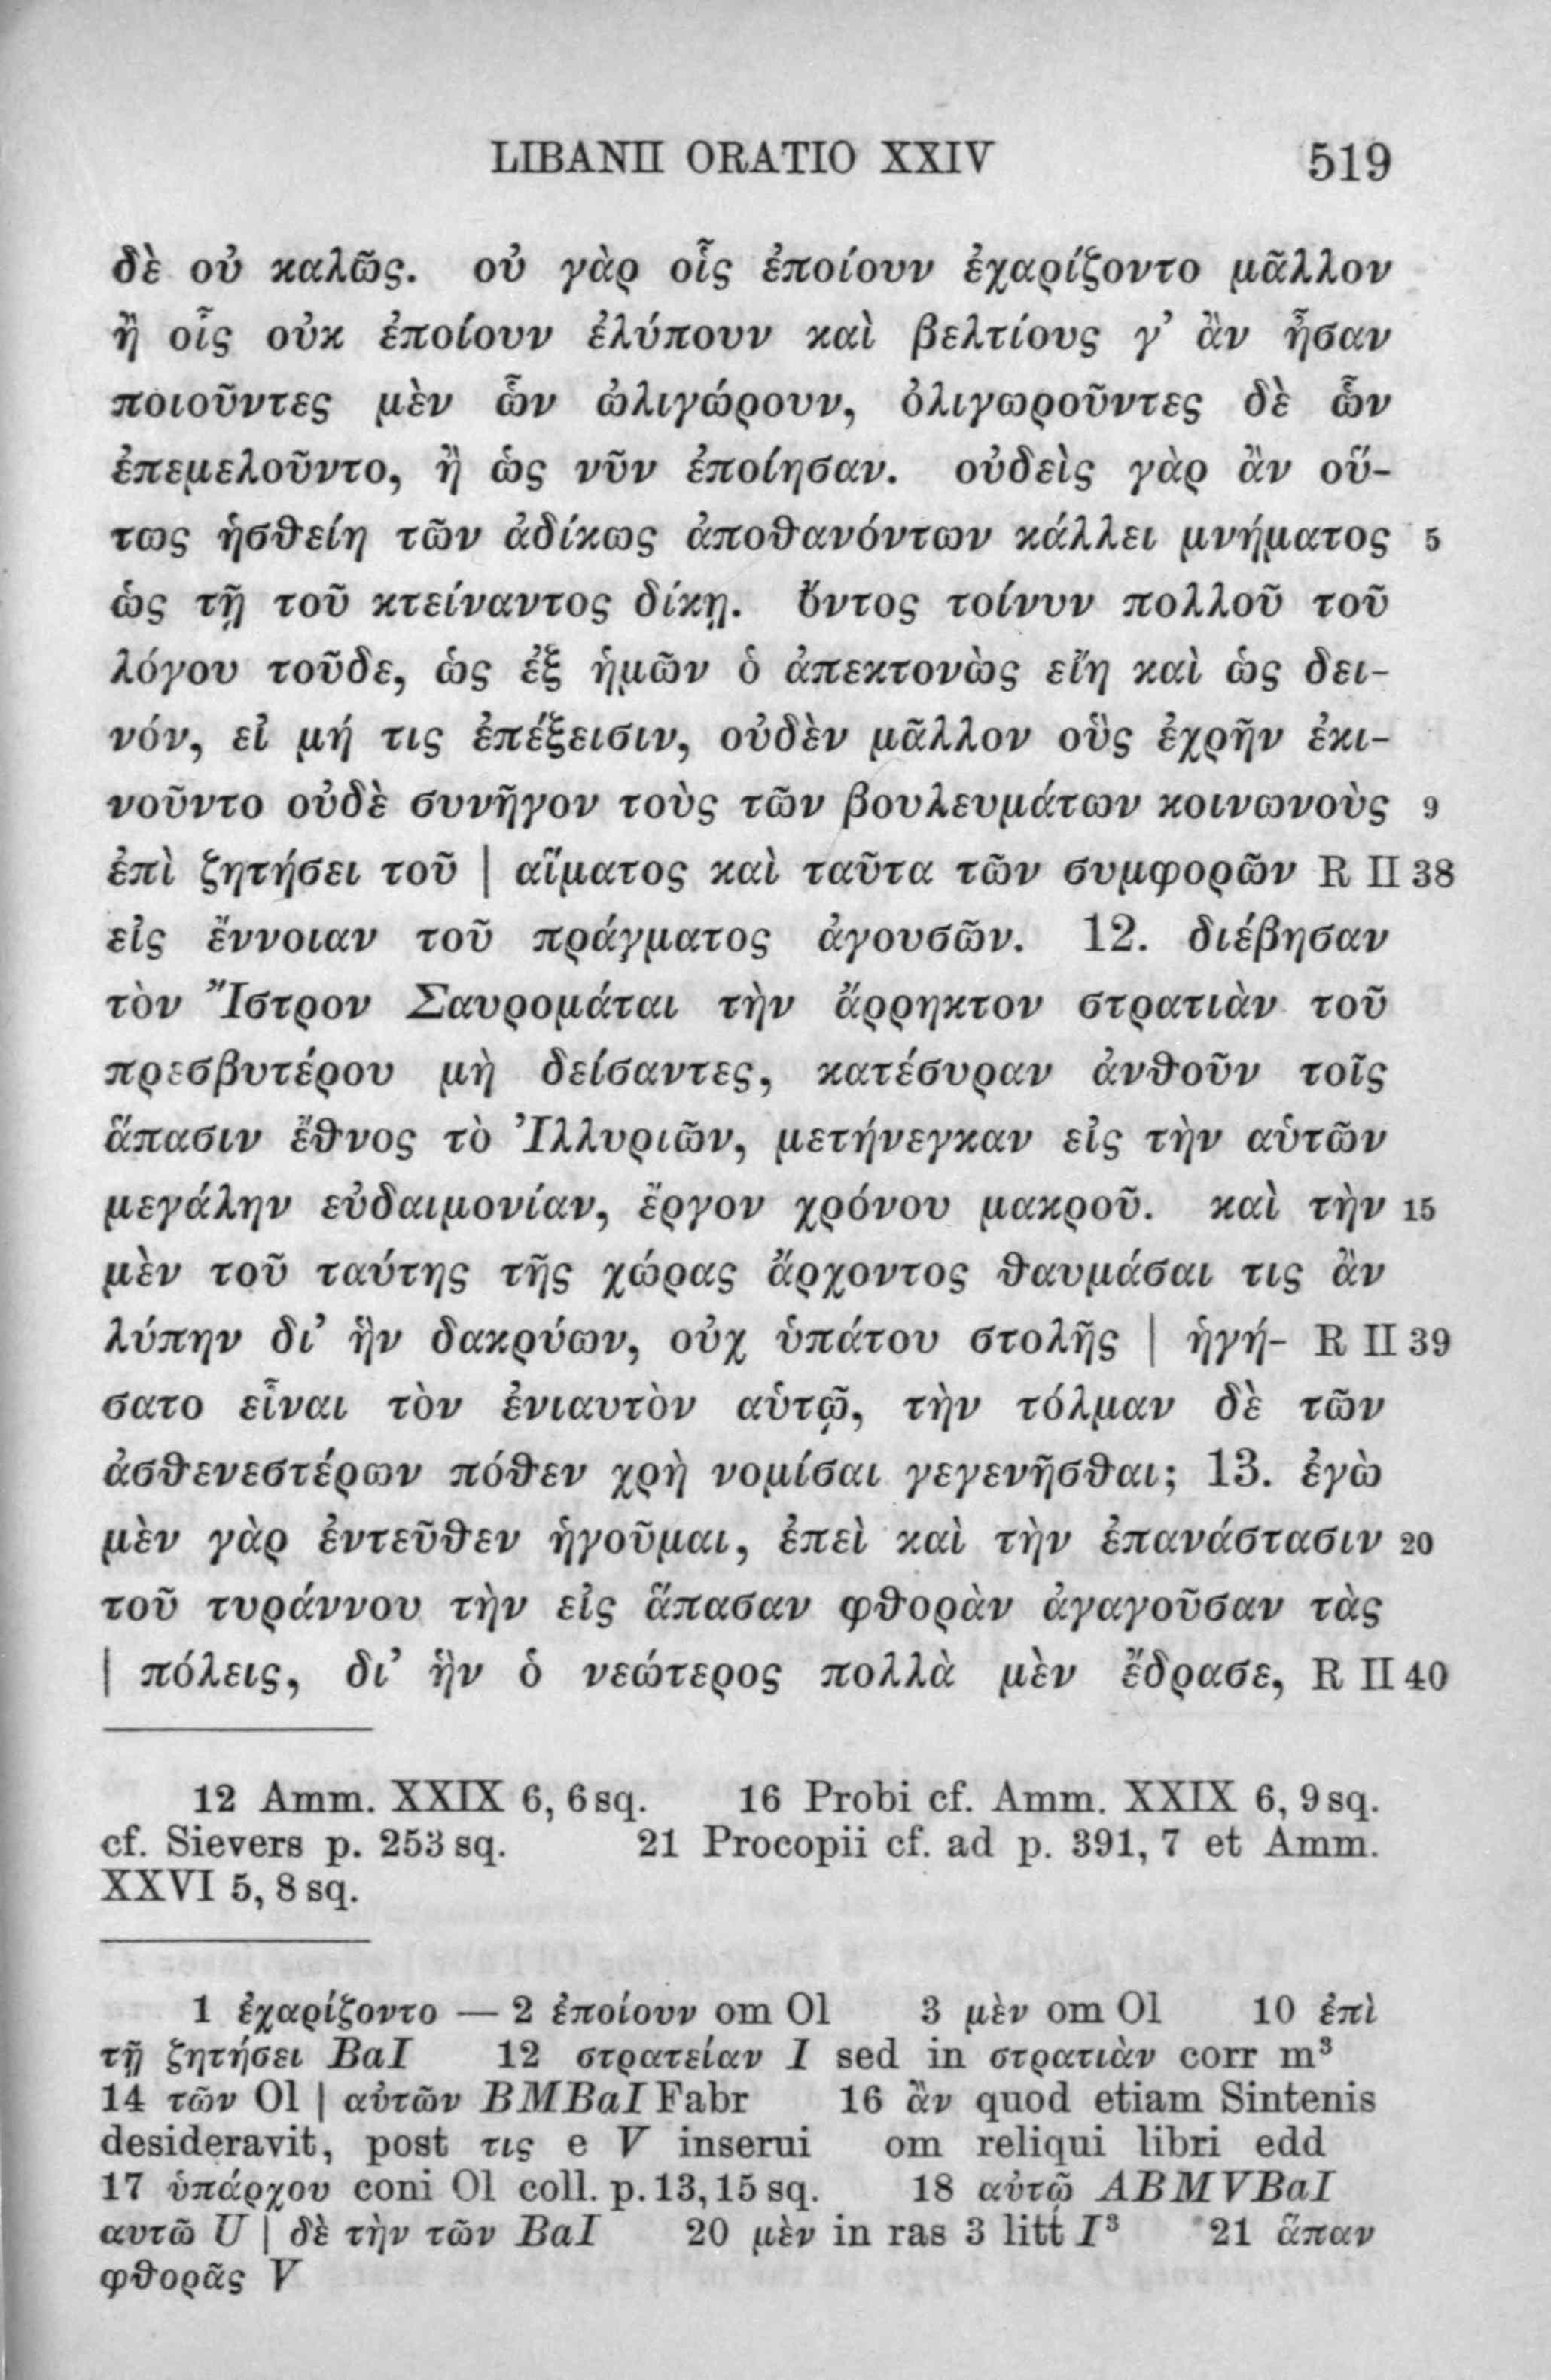 LIBANII ORATIO XXIV 519
δὲ οὐ καλῶς. οὐ γὰρ οἷς ἐποίουν ἐχαρίζοντο μᾶλλον
ἢ οἷς οὐκ ἐποίουν ἐλύπουν καὶ βελτίους γ’ ἂν ἦσαν
ποιοῦντες μὲν ὧν ὠλιγώρουν, ὀλιγωροῦντες δὲ ὧν
ἐπεμελοῦντο, ἢ ὡς νῦν ἐποίησαν. οὐδεὶς γὰρ ἂν οὕ-
τως ἡσθείη τῶν ἀδίκως ἀποθανόντων κάλλει μνήματος 5
ὡς τῇ τοῦ κτείναντος δίκῃ. ὄντος τοίνυν πολλοῦ τοῦ
λόγου τοῦδε, ὡς ἐξ ἡμῶν ὁ ἀπεκτονὼς εἴη καὶ ὡς δει-
νόν, εἰ μή τις ἐπέξεισιν, οὐδὲν μᾶλλον οὓς ἐχρῆν ἐκι-
νοῦντο οὐδὲ συνῆγον τοὺς τῶν βουλευμάτων κοινωνοὺς 9
ἐπὶ ζητήσει τοῦ | αἵματος καὶ ταῦτα τῶν συμφορῶν R II 38
εἰς ἔννοιαν τοῦ πράγματος ἀγουσῶν. 12. διέβησαν
τὸν Ἴστρον Σαυρομάται τὴν ἄρρηκτον στρατιὰν τοῦ
πρεσβυτέρου μὴ δείσαντες, κατέσυραν ἀνθοῦν τοῖς
ἅπασιν ἔθνος τὸ Ἰλλυριῶν, μετήνεγκαν εἰς τὴν αὑτῶν
μεγάλην εὐδαιμονίαν, ἔργον χρόνου μακροῦ. καὶ τὴν 15
μὲν τοῦ ταύτης τῆς χώρας ἄρχοντος θαυμάσαι τις ἂν
λύπην δι’ ἣν δακρύων, οὐχ ὑπάτου στολῆς | ἡγή- R II 39
σατο εἶναι τὸν ἐνιαυτὸν αὑτῷ, τὴν τόλμαν δὲ τῶν
ἀσθενεστέρων πόθεν χρὴ νομίσαι γεγενῆσθαι; 13. ἐγὼ
μὲν γὰρ ἐντεῦθεν ἡγοῦμαι, ἐπεὶ καὶ τὴν ἐπανάστασιν 20
τοῦ τυράννου τὴν εἰς ἅπασαν φθορὰν ἀγαγοῦσαν τὰς
| πόλεις, δι’ ἣν ὁ νεώτερος πολλὰ μὲν ἔδρασε, R II 40
12 Amm. XXIX 6, 6 sq. 16 Probi cf. Amm. XXIX 6, 9 sq.
cf. Sievers p. 253 sq. 21 Procopii cf. ad p. 391, 7 et Amm.
XXVI 5, 8 sq.
1 ἐχαρίζοντο — 2 ἐποίουν om Ol 3 μὲν om Ol 10 ἐπὶ
τῇ ζητήσει BaI 12 στρατείαν I sed in στρατιὰν corr m³
14 τῶν Ol | αὐτῶν BMBaI Fabr 16 ἂν quod etiam Sintenis
desideravit, post τις e V inserui om reliqui libri edd
17 ὑπάρχου coni Ol coll. p. 13, 15 sq. 18 αὐτῷ ABMVBaI
αυτῶ U | δὲ τὴν τῶν BaI 20 μὲν in ras 3 litt I³ 21 ἅπαν
φθορᾶς V